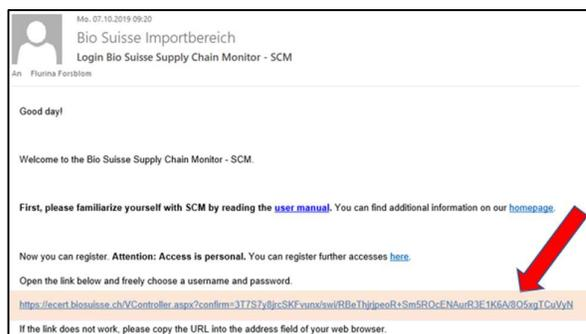 Mo. 07.10.2019 09:20
Bio Suisse Importbereich
Login Bio Suisse Supply Chain Monitor - SCM
An Flurina Forsblom
Good day!
Welcome to the Bio Suisse Supply Chain Monitor - SCM.
First, please familiarize yourself with SCM by reading the user manual. You can find additional information on our homepage.
Now you can register. Attention: Access is personal. You can register further accesses here.
Open the link below and freely choose a username and password.
https://ecert.biosuisse.ch/VController.aspx?confirm=3T7S7y8jrcSKFvunx/swi/RBeThjrjpeoR+Sm5ROcENAurR3E1K6A/8O5xgTCuVyN
If the link does not work, please copy the URL into the address field of your web browser.